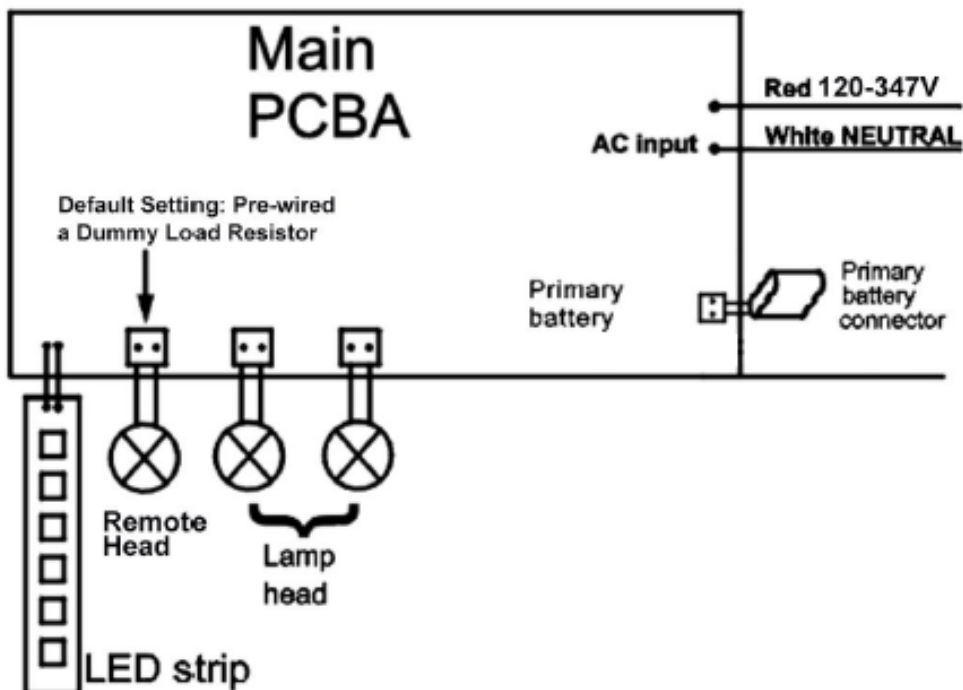 Main
PCBA
Red 120-347V
AC input
White NEUTRAL
Default Setting: Pre-wired
a Dummy Load Resistor
Primary
battery
Primary
battery
connector
Remote
Head
Lamp
head
LED strip